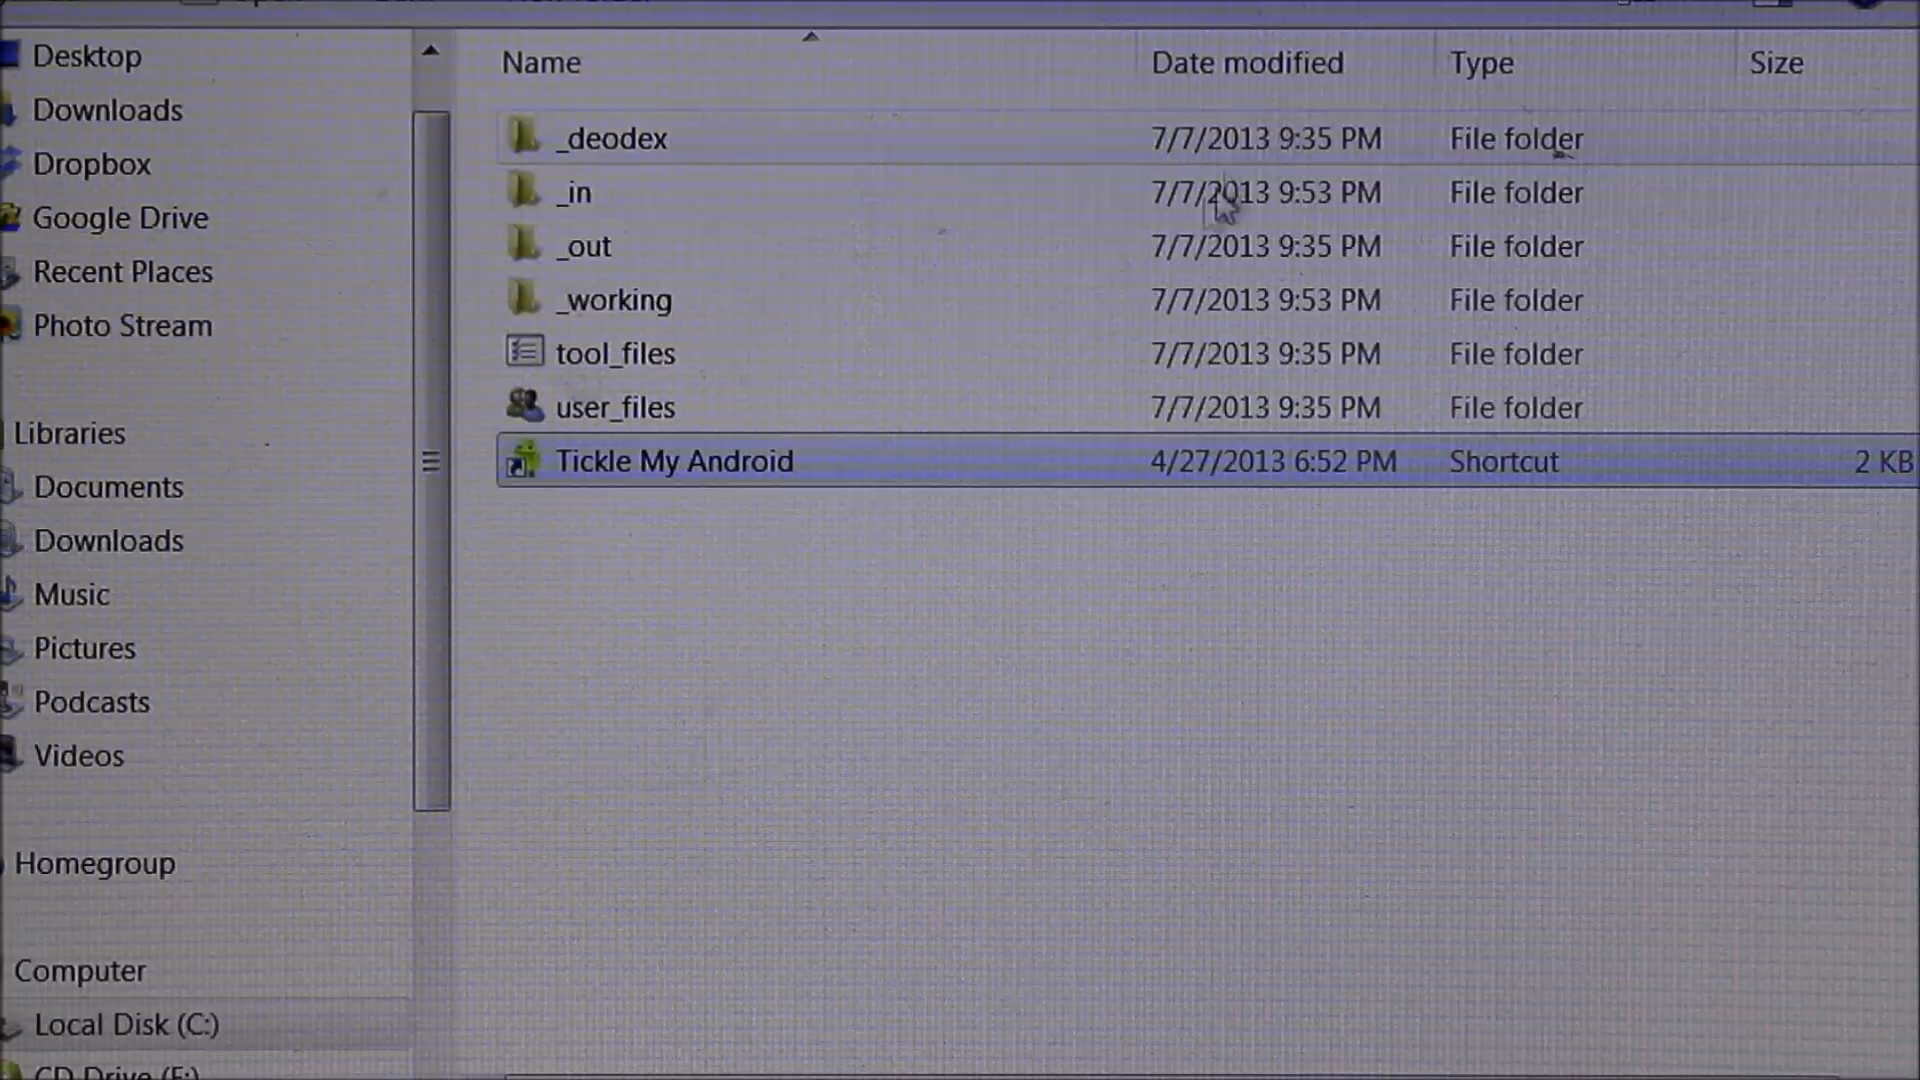 Desktop
Downloads
Dropbox
Google Drive
Recent Places
Photo Stream
Libraries
Documents
Downloads
Music
Pictures
Podcasts
Videos
Homegroup
Computer
Local Disk (C:)
CD Drive (F:)
Name Date modified Type Size
_deodex 7/7/2013 9:35 PM File folder
_in 7/7/2013 9:53 PM File folder
_out 7/7/2013 9:35 PM File folder
_working 7/7/2013 9:53 PM File folder
tool_files 7/7/2013 9:35 PM File folder
user_files 7/7/2013 9:35 PM File folder
Tickle My Android 4/27/2013 6:52 PM Shortcut 2 KB